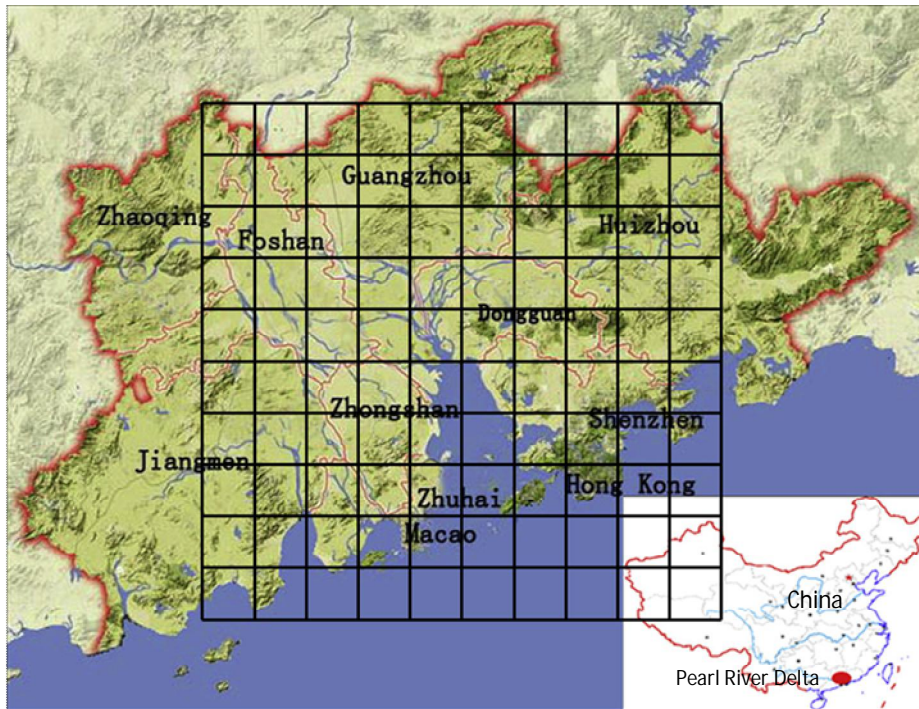 Guangzhou
Zhaoqing
Huizhou
Foshan
Dongguan
Zhongshan
Shenzhen
Jiangmen
Hong Kong
Zhuhai
Macao
China
Pearl River Delta